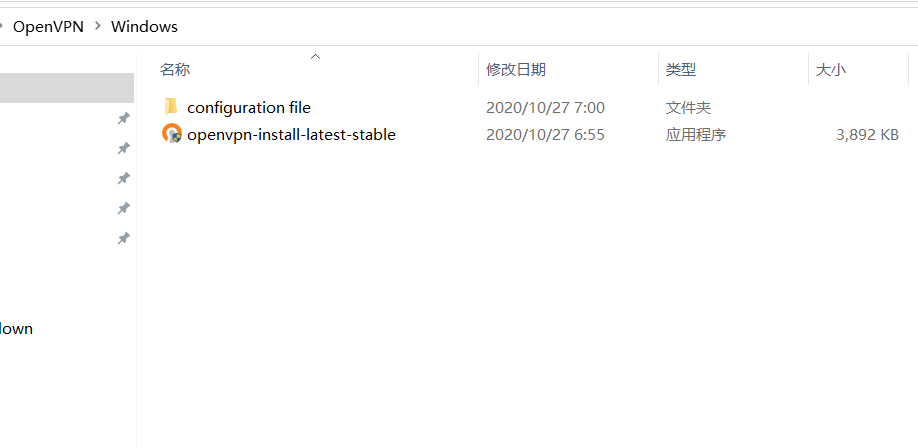 OpenVPN > Windows
名称 修改日期 类型 大小
configuration file 2020/10/27 7:00 文件夹
openvpn-install-latest-stable 2020/10/27 6:55 应用程序 3,892 KB